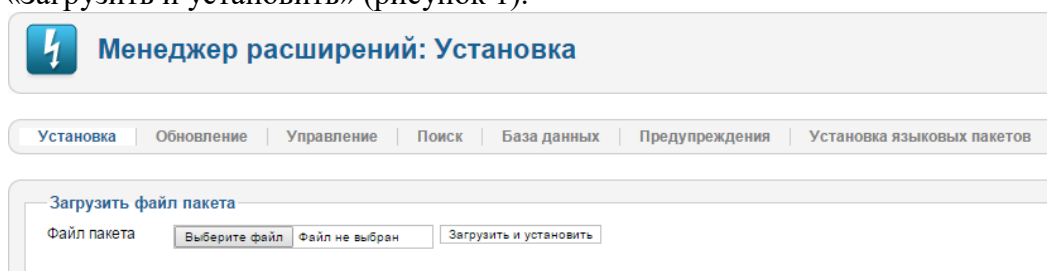 «Загрузить и установить» (рисунок 1).
Менеджер расширений: Установка
Установка Обновление Управление Поиск База данных Предупреждения Установка языковых пакетов
Загрузить файл пакета
Файл пакета Выберите файл Файл не выбран Загрузить и установить